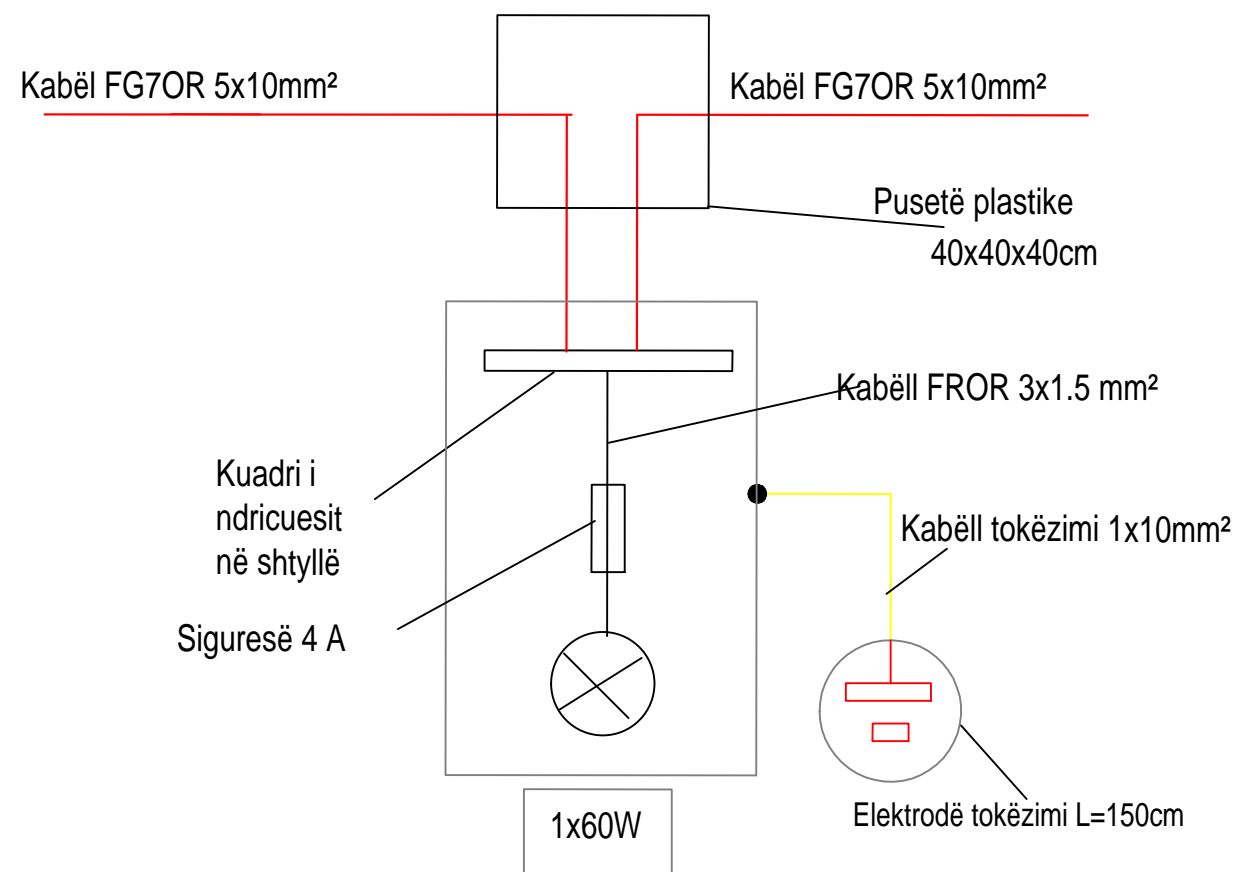 Kabël FG7OR 5x10mm²
Kabël FG7OR 5x10mm²
Pusetë plastike
40x40x40cm
Kabëll FROR 3x1.5 mm²
Kuadri i
ndricuesit
në shtyllë
Kabëll tokëzimi 1x10mm²
Siguresë 4 A
Elektrodë tokëzimi L=150cm
1x60W